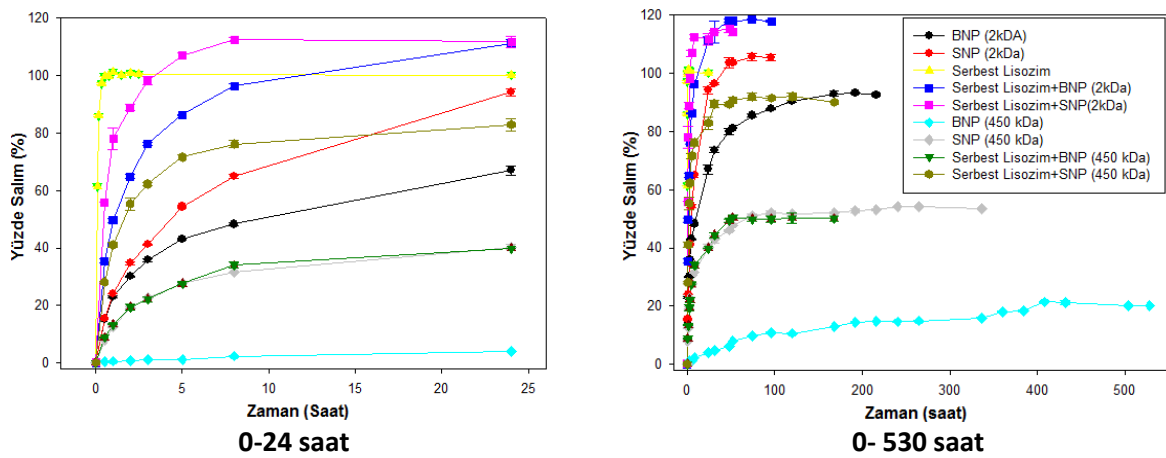 120
100
80
60
40
20
0
Yüzde Salım (%)
0
5
10
15
20
25
Zaman (Saat)
0-24 saat
120
100
80
60
40
20
0
Yüzde Salım (%)
0
100
200
300
400
500
Zaman (saat)
0- 530 saat
BNP (2kDA)
SNP (2kDa)
Serbest Lisozim
Serbest Lisozim+BNP (2kDa)
Serbest Lisozim+SNP(2kDa)
BNP (450 kDa)
SNP (450 kDa)
Serbest Lisozim+BNP (450 kDa)
Serbest Lisozim+SNP (450 kDa)